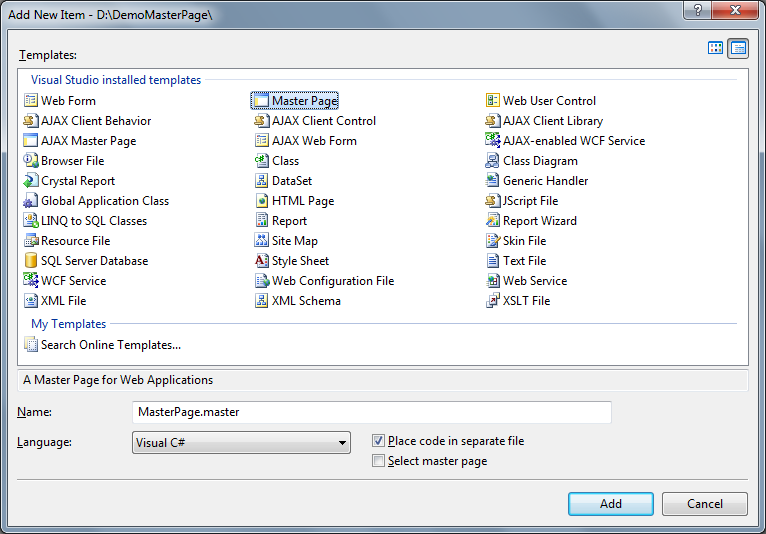 Add New Item - D:\DemoMasterPage\
Templates:
Visual Studio installed templates
Web Form Master Page Web User Control
AJAX Client Behavior AJAX Client Control AJAX Client Library
AJAX Master Page AJAX Web Form AJAX-enabled WCF Service
Browser File Class Class Diagram
Crystal Report DataSet Generic Handler
Global Application Class HTML Page JScript File
LINQ to SQL Classes Report Report Wizard
Resource File Site Map Skin File
SQL Server Database Style Sheet Text File
WCF Service Web Configuration File Web Service
XML File XML Schema XSLT File
My Templates
Search Online Templates...
A Master Page for Web Applications
Name: MasterPage.master
Language: Visual C# Place code in separate file
Select master page
Add Cancel